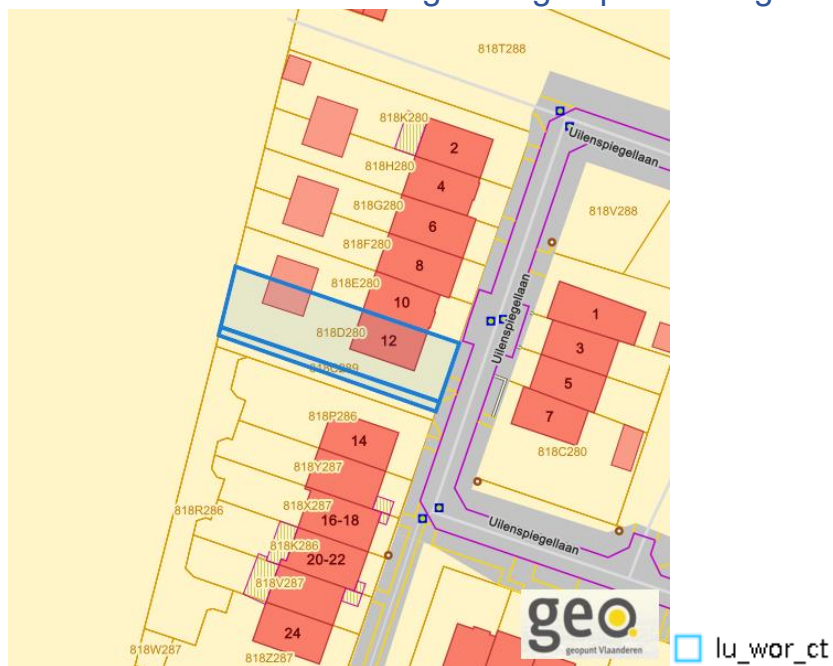 818T288
818K280
Uilenspiegellaan
2
818H280
4
818G280
818V288
6
818F280
8
818E280
Uilenspiegellaan
10
1
818D280
12
3
5
7
818P286
14
818C280
818Y287
818R286
818X287
16-18
Uilenspiegellaan
818K286
20-22
818V287
24
geo
geopunt Vlaanderen
lu_wor_ct
818W287
818Z287